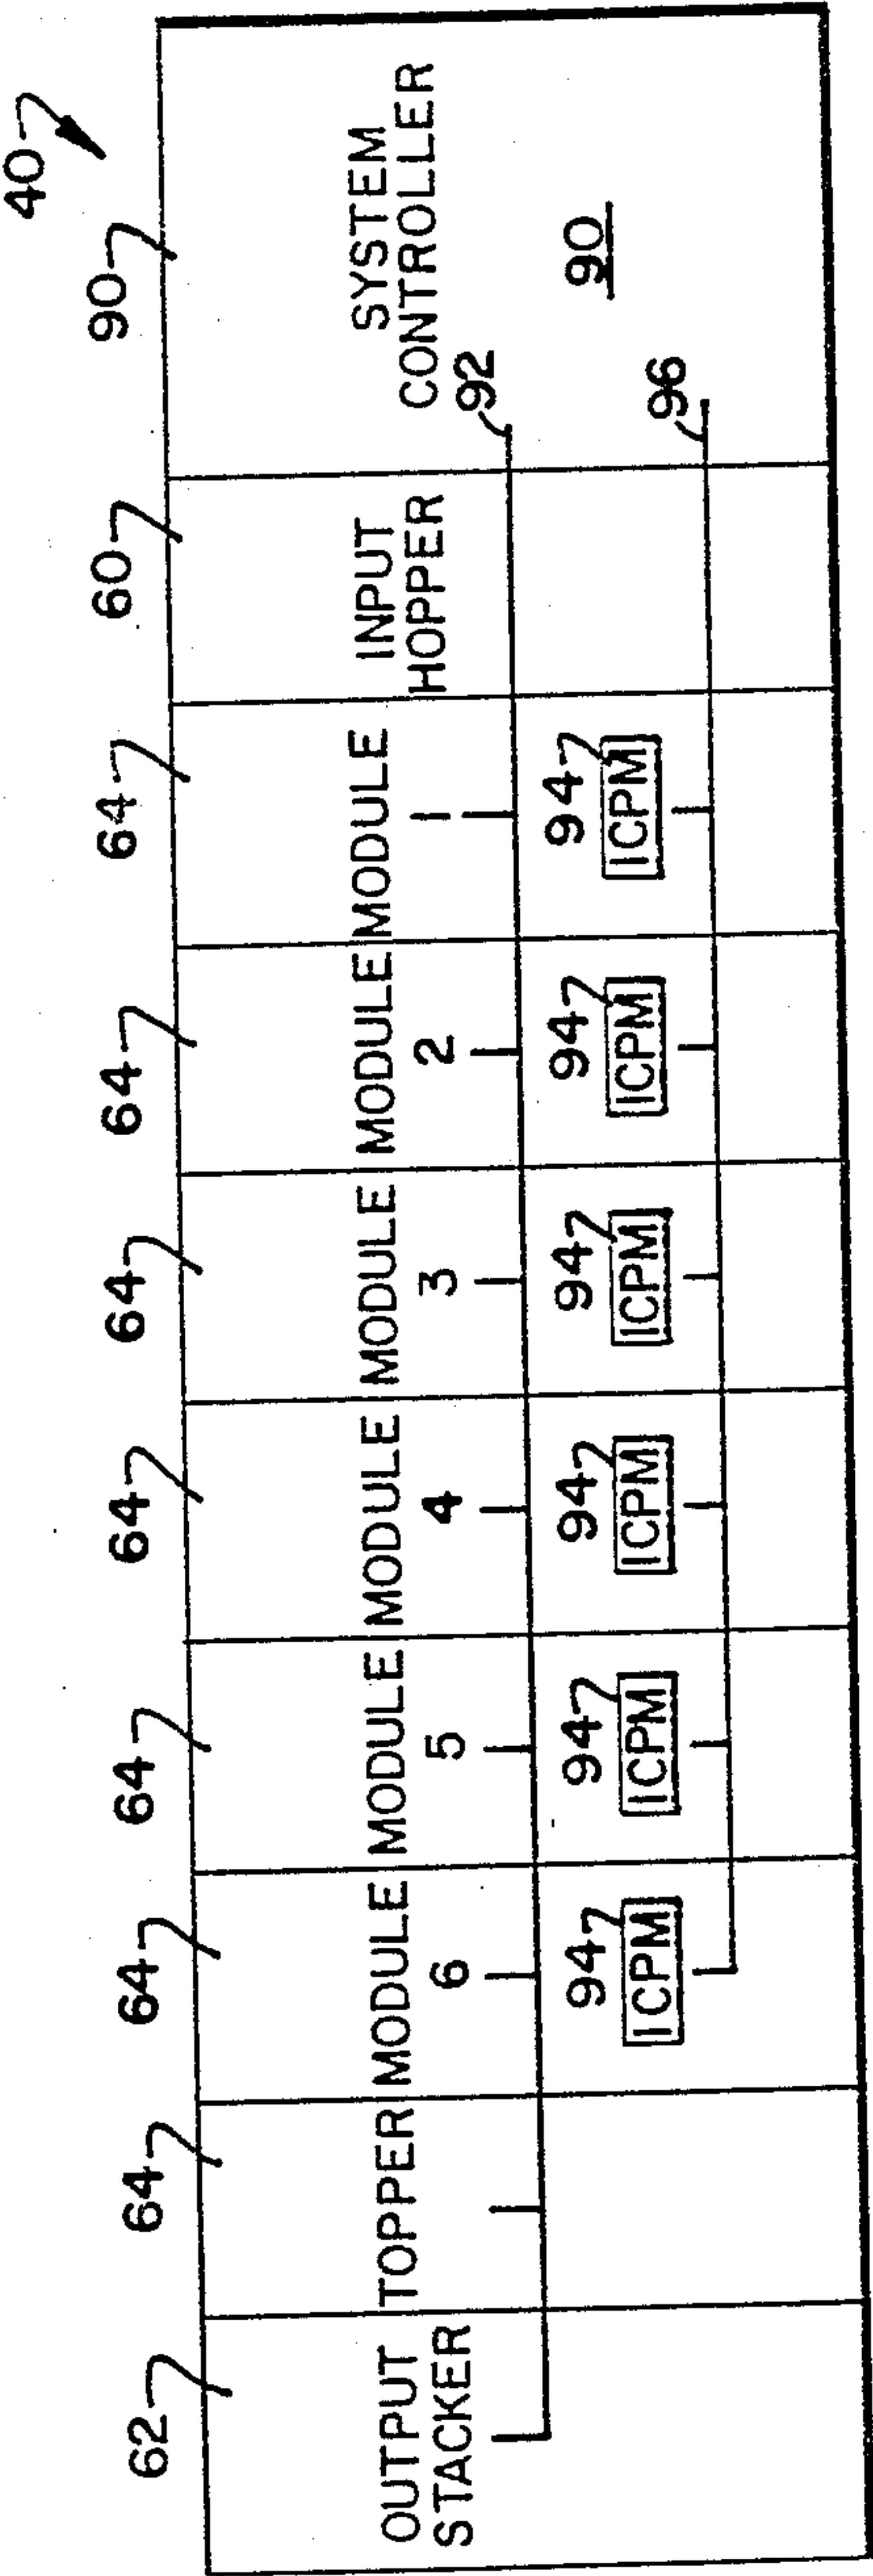 40
62 64 64 64 64 64 64 64 60 90
OUTPUT STACKER
TOPPER
MODULE 6
MODULE 5
MODULE 4
MODULE 3
MODULE 2
MODULE 1
INPUT HOPPER
SYSTEM CONTROLLER
92
90
94 94 94 94 94 94
ICPM ICPM ICPM ICPM ICPM ICPM
96